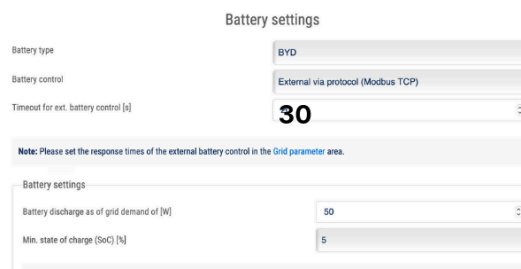 Battery settings
Battery type BYD
Battery control External via protocol (Modbus TCP)
Timeout for ext. battery control [s] 30
Note: Please set the response times of the external battery control in the Grid parameter area.
Battery settings
Battery discharge as of grid demand of [W] 50
Min. state of charge (SoC) [%] 5